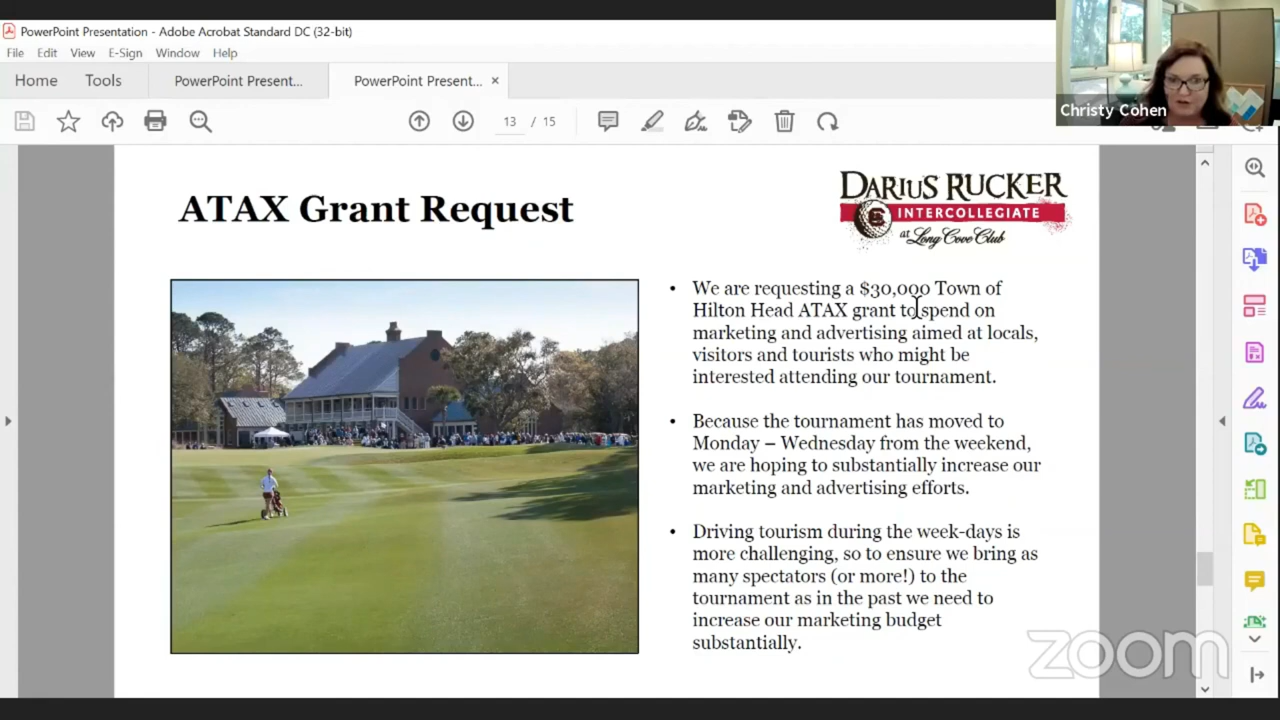 PowerPoint Presentation - Adobe Acrobat Standard DC (32-bit)
File Edit View E-Sign Window Help
Home Tools PowerPoint Present... PowerPoint Present... ×
13 / 15
Christy Cohen
ATAX Grant Request
DARIUS RUCKER
INTERCOLLEGIATE
at Long Cove Club
• We are requesting a $30,000 Town of
Hilton Head ATAX grant to spend on
marketing and advertising aimed at locals,
visitors and tourists who might be
interested attending our tournament.
• Because the tournament has moved to
Monday – Wednesday from the weekend,
we are hoping to substantially increase our
marketing and advertising efforts.
• Driving tourism during the week-days is
more challenging, so to ensure we bring as
many spectators (or more!) to the
tournament as in the past we need to
increase our marketing budget
substantially.
zoom